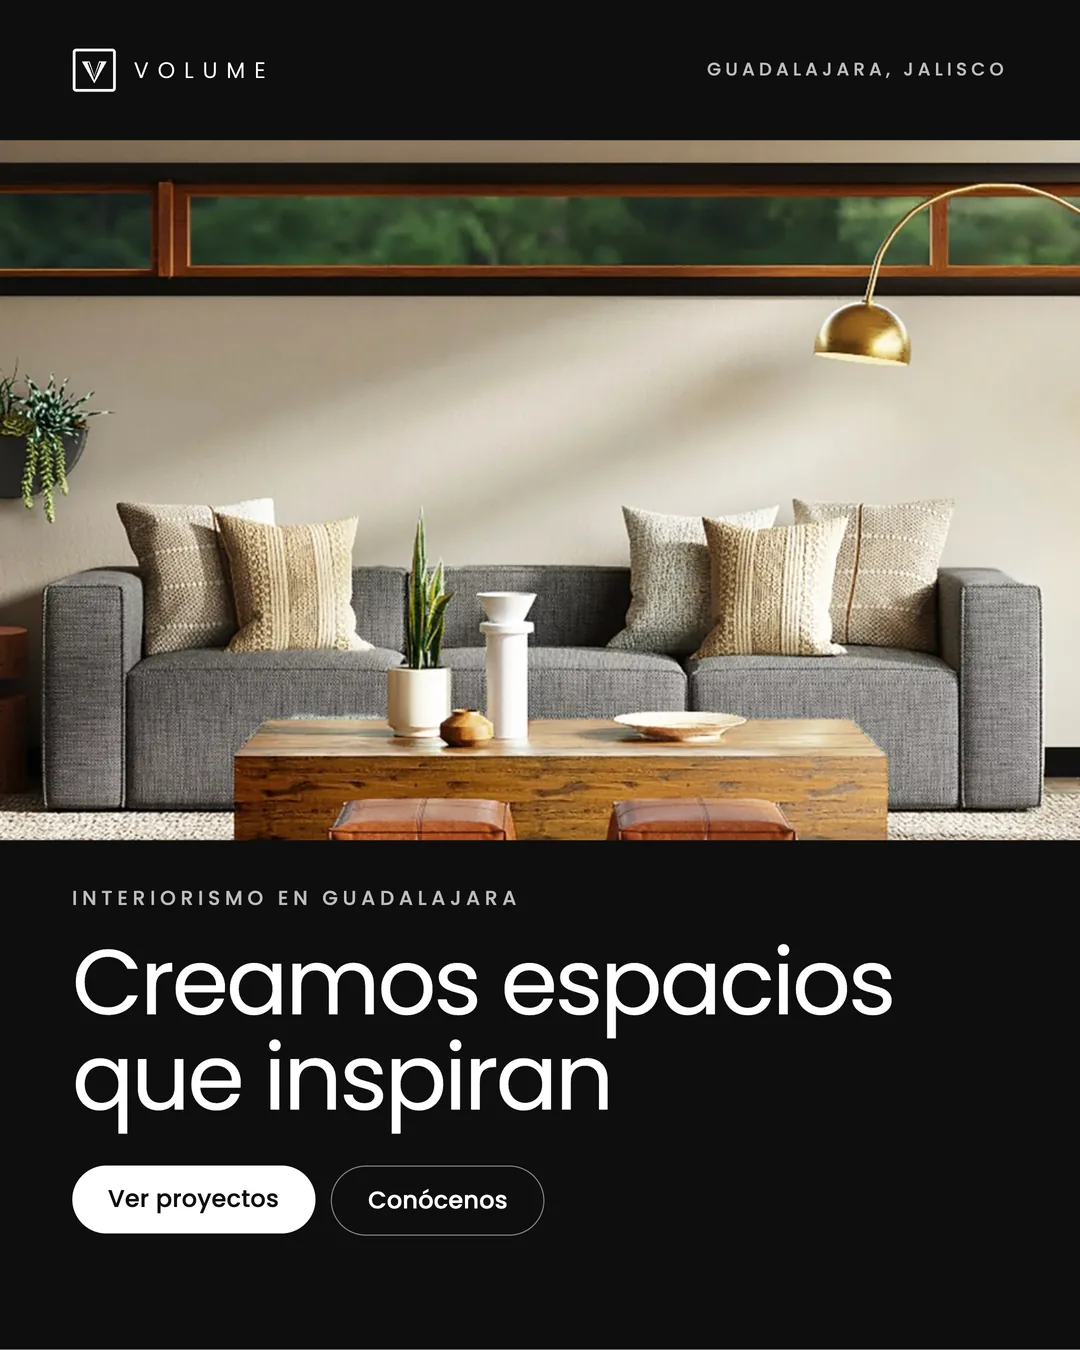 VOLUME
GUADALAJARA, JALISCO
INTERIORISMO EN GUADALAJARA
Creamos espacios
que inspiran
Ver proyectos
Conócenos